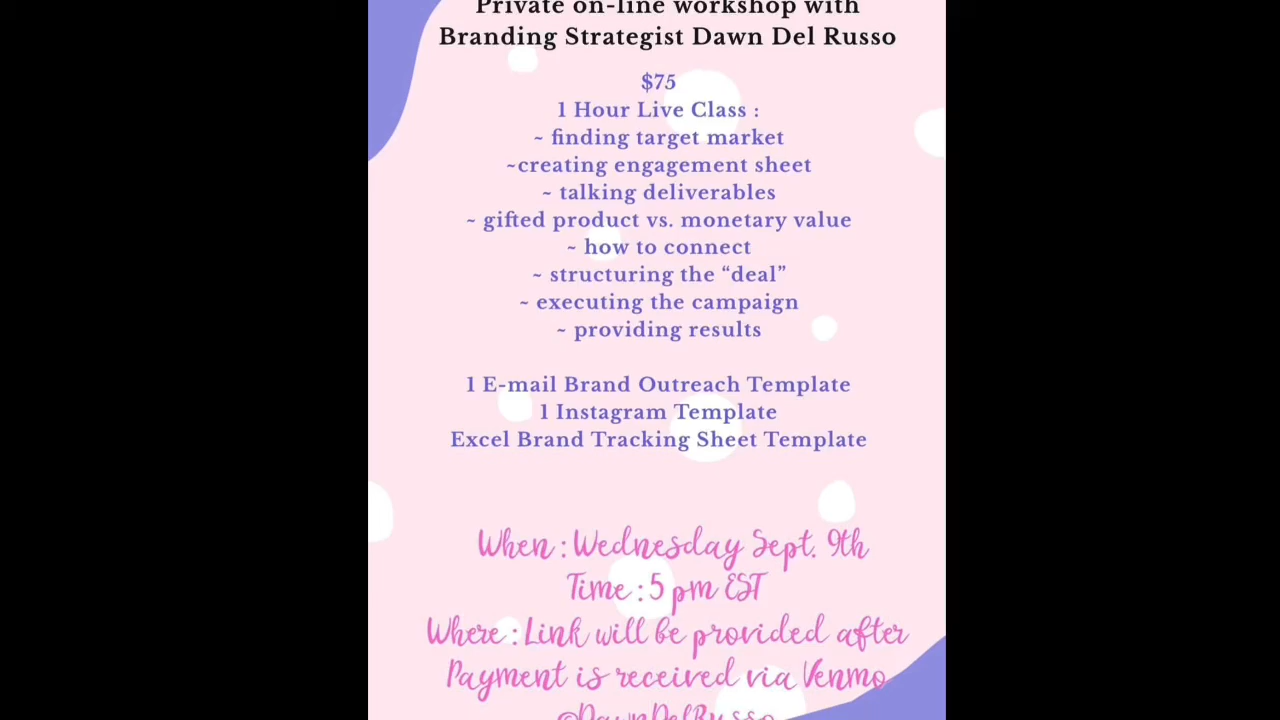 Private on-line workshop with
Branding Strategist Dawn Del Russo
$75
1 Hour Live Class :
~ finding target market
~creating engagement sheet
~ talking deliverables
~ gifted product vs. monetary value
~ how to connect
~ structuring the “deal”
~ executing the campaign
~ providing results
1 E-mail Brand Outreach Template
1 Instagram Template
Excel Brand Tracking Sheet Template
When : Wednesday Sept. 9th
Time : 5 pm EST
Where : Link will be provided after
Payment is received via Venmo
@DawnDelRusso